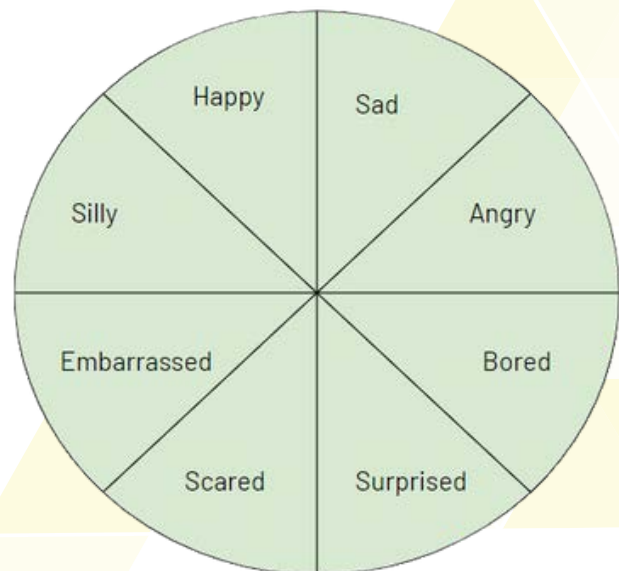 Happy
Sad
Silly
Angry
Embarrassed
Bored
Scared
Surprised